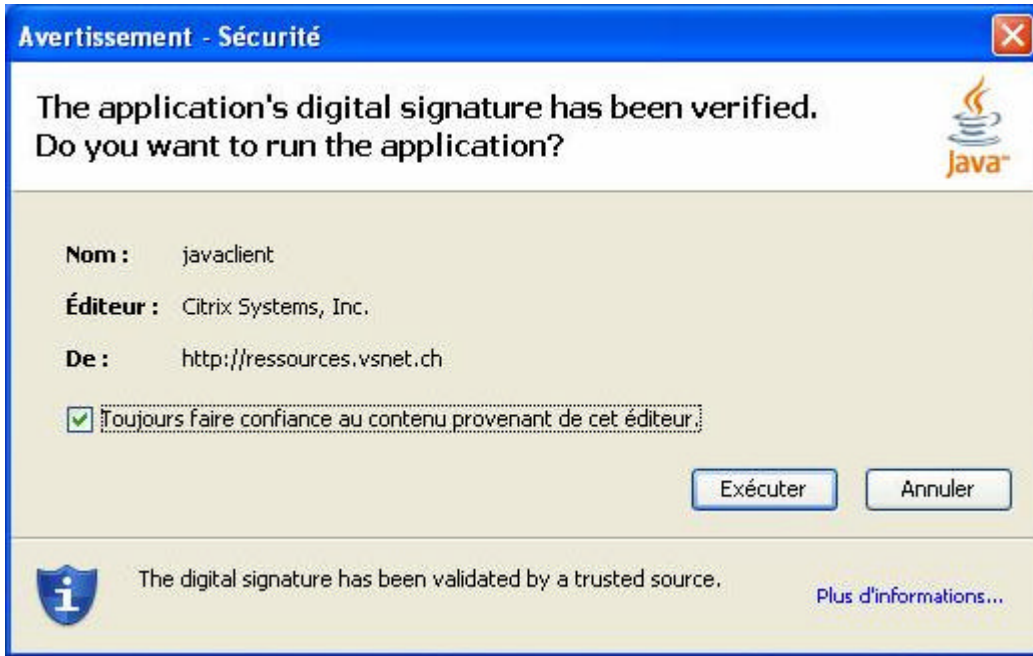 Avertissement - Sécurité
The application's digital signature has been verified.
Do you want to run the application?
Java™
Nom : javaclient
Éditeur : Citrix Systems, Inc.
De : http://ressources.vsnet.ch
Toujours faire confiance au contenu provenant de cet éditeur.
Exécuter Annuler
The digital signature has been validated by a trusted source.
Plus d'informations...